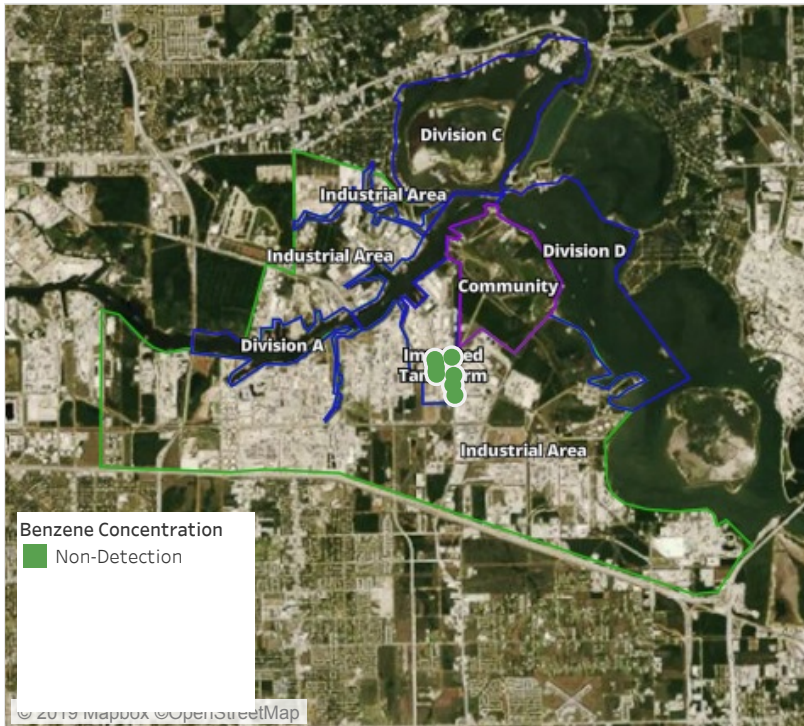 Division C
Industrial Area
Division D
Industrial Area
Community
Division A
Industrial Area
Benzene Concentration
Non-Detection
© 2019 Mapbox ©OpenStreetMap